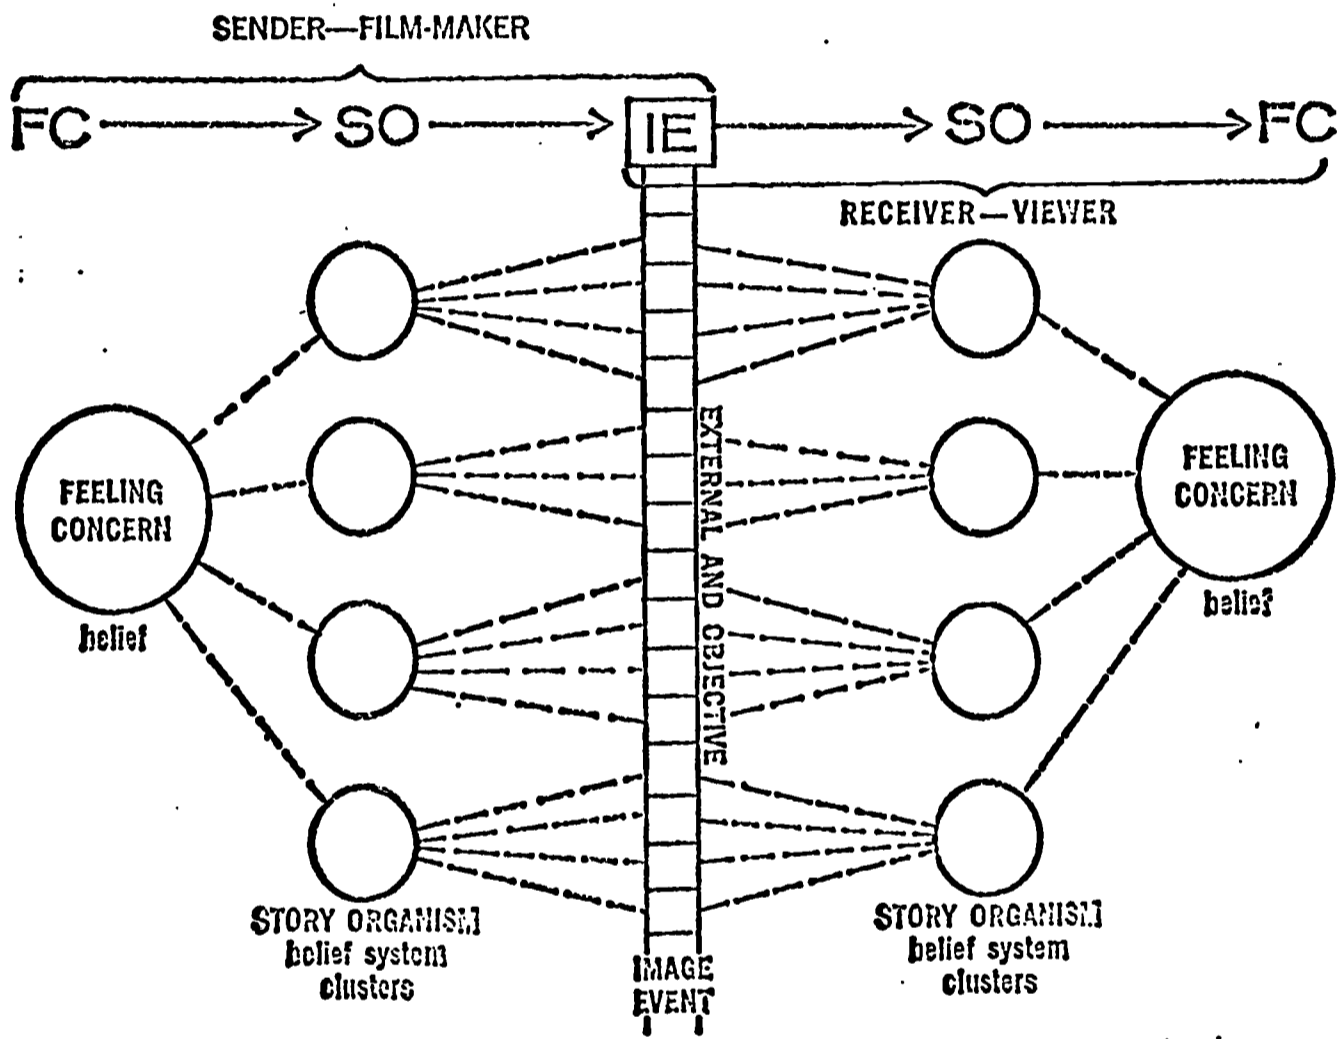 SENDER—FILM-MAKER
FC SO IE SO FC
RECEIVER—VIEWER
FEELING
CONCERN
belief
STORY ORGANISM
belief system
clusters
EXTERNAL AND OBJECTIVE
IMAGE
EVENT
FEELING
CONCERN
belief
STORY ORGANISM
belief system
clusters